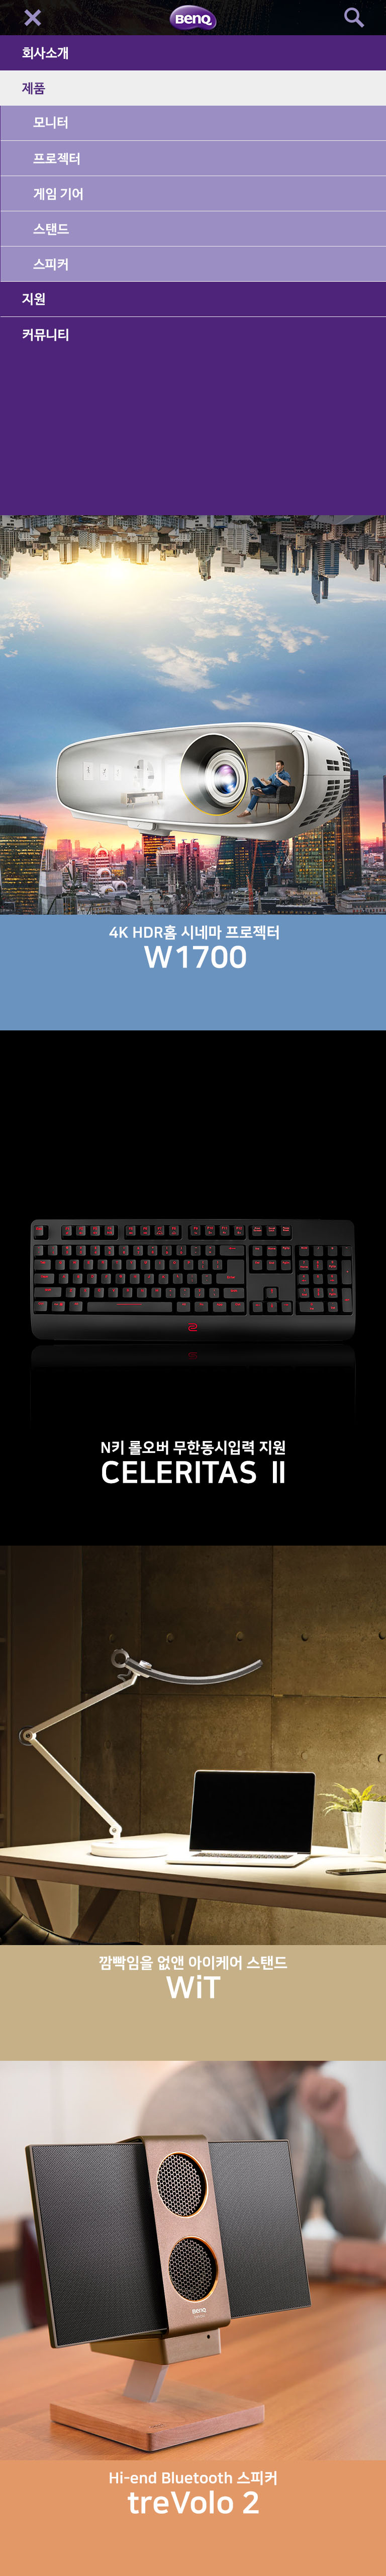 BenQ
회사소개
제품
모니터
프로젝터
게임 기어
스탠드
스피커
지원
커뮤니티
4K HDR홈 시네마 프로젝터
W1700
N키 롤오버 무한동시입력 지원
CELERITAS II
깜빡임을 없앤 아이케어 스탠드
WiT
BenQ
Hi-end Bluetooth 스피커
treVolo 2